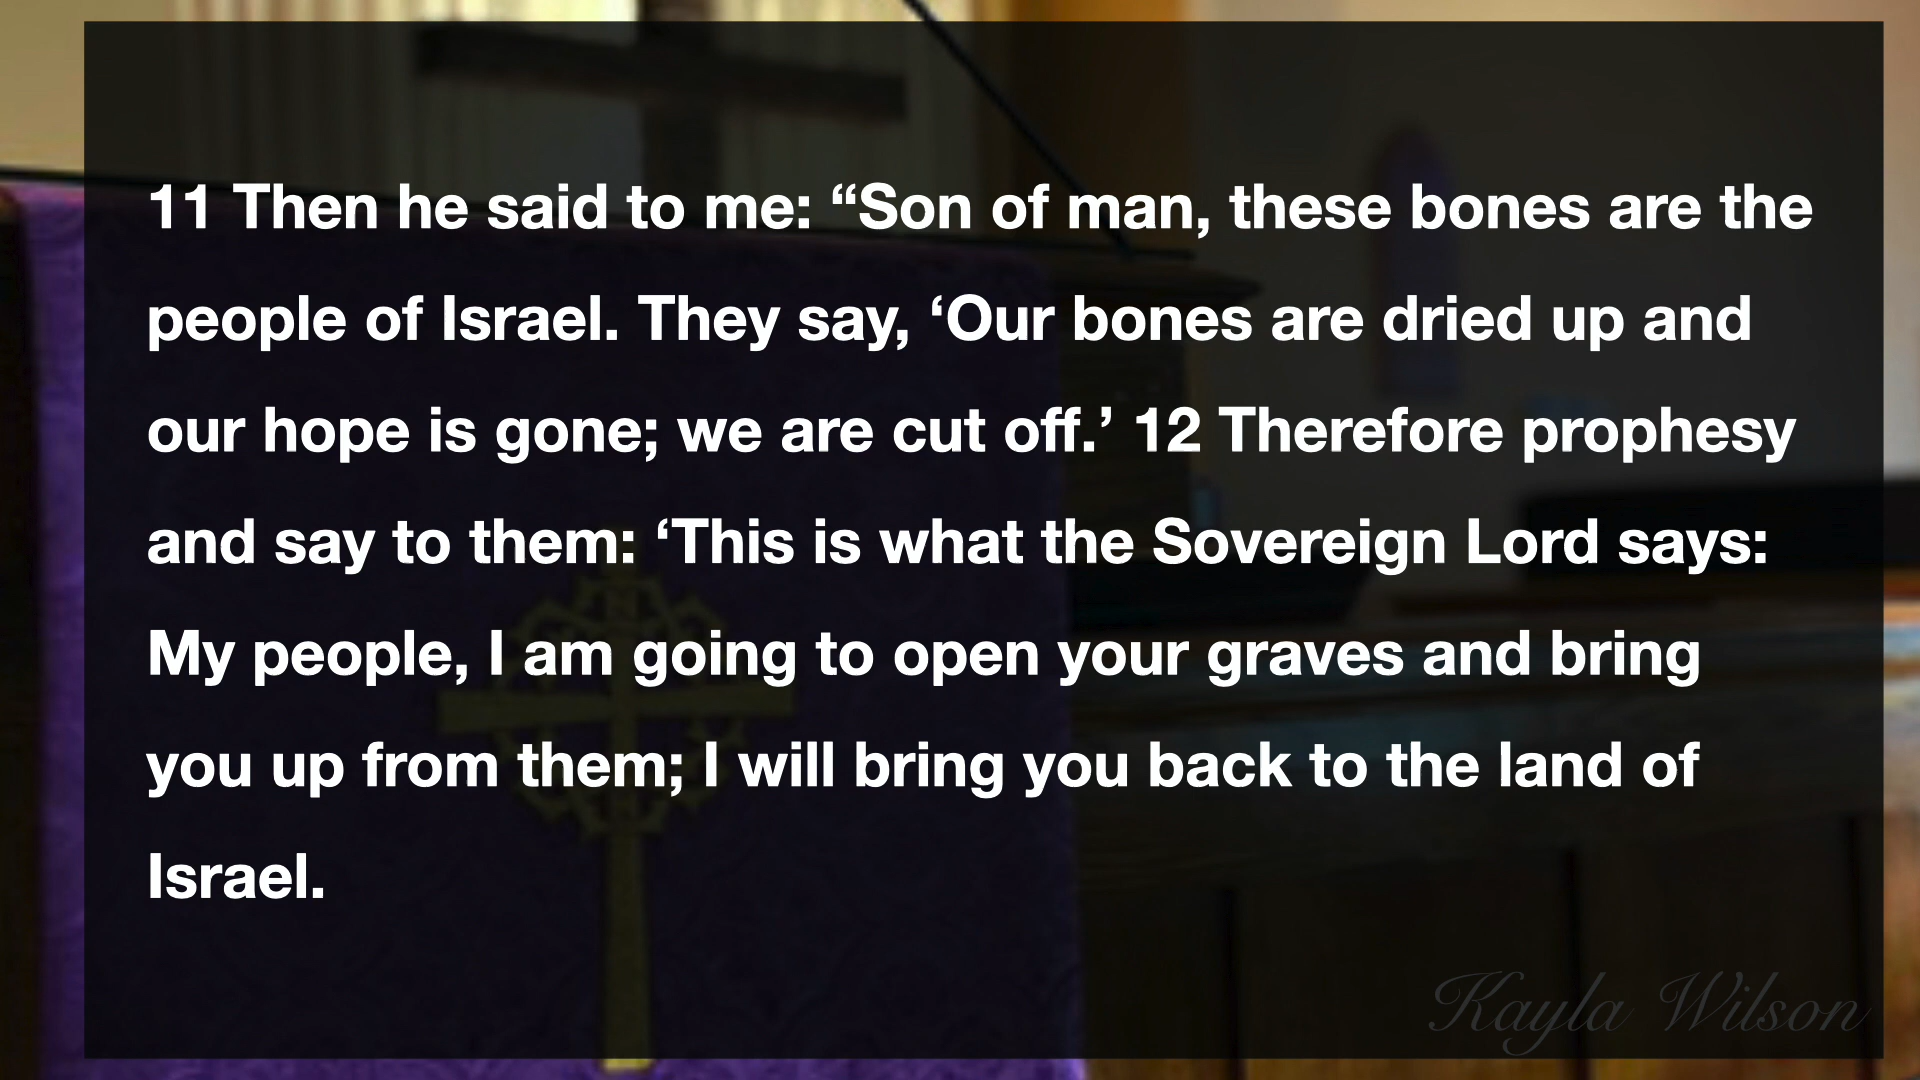 11 Then he said to me: “Son of man, these bones are the
people of Israel. They say, ‘Our bones are dried up and
our hope is gone; we are cut off.’ 12 Therefore prophesy
and say to them: ‘This is what the Sovereign Lord says:
My people, I am going to open your graves and bring
you up from them; I will bring you back to the land of
Israel.
Kayla Wilson